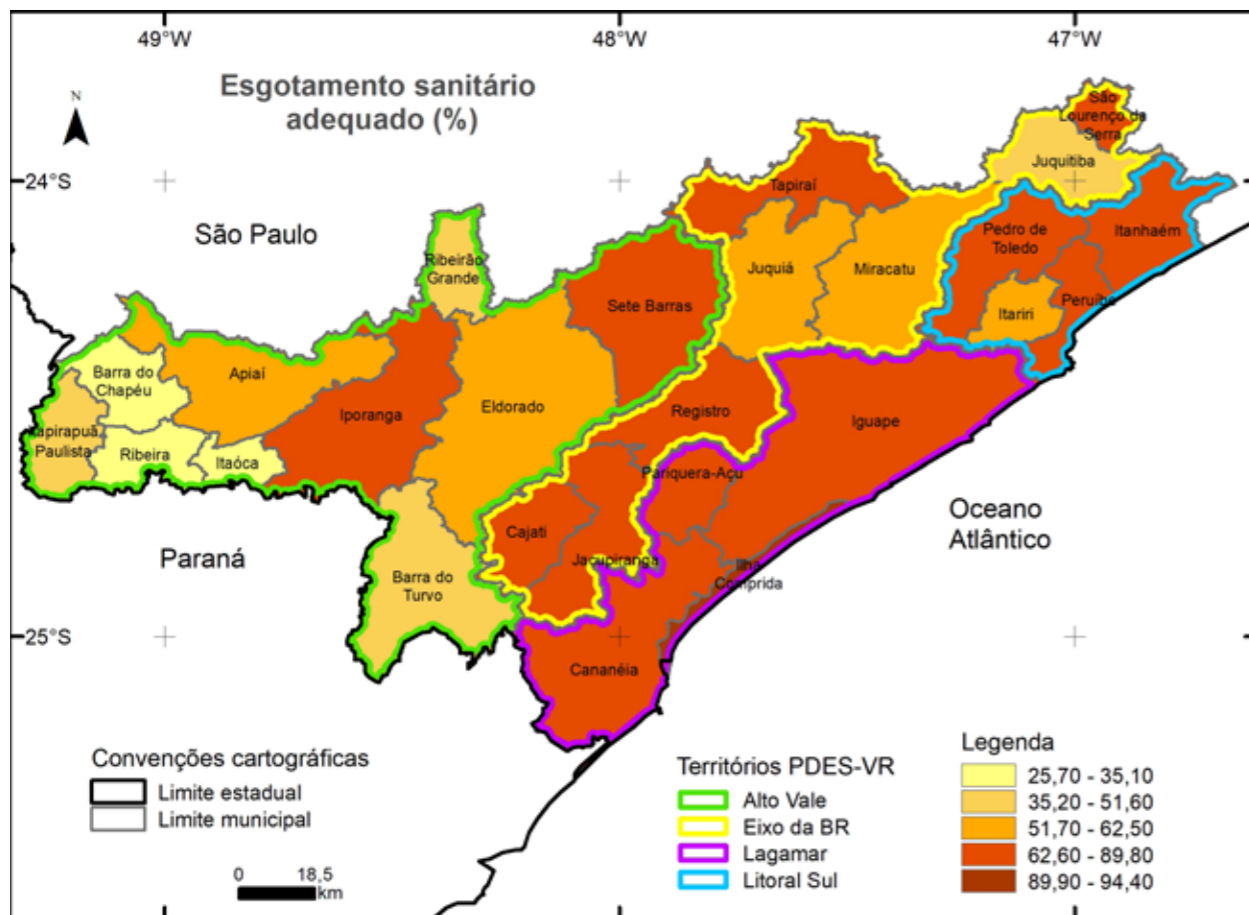 49°W
48°W
47°W
Esgotamento sanitário
adequado (%)
N
São
Lourenço da
Serra
Juquitiba
24°S
Tapiraí
São Paulo
Pedro de
Toledo
Itanhaém
Ribeirão
Grande
Juquiá
Miracatu
Sete Barras
Peruíbe
Itariri
Barra do
Chapéu
Apiaí
Iporanga
Eldorado
Registro
Iguape
Itapirapuã
Paulista
Ribeira
Itaóca
Pariquera-Açu
Oceano
Atlântico
Cajati
Paraná
Jacupiranga
Ilha
Comprida
Barra do
Turvo
25°S
Cananéia
Convenções cartográficas
Limite estadual
Limite municipal
0 18,5
km
Territórios PDES-VR
Alto Vale
Eixo da BR
Lagamar
Litoral Sul
Legenda
25,70 - 35,10
35,20 - 51,60
51,70 - 62,50
62,60 - 89,80
89,90 - 94,40